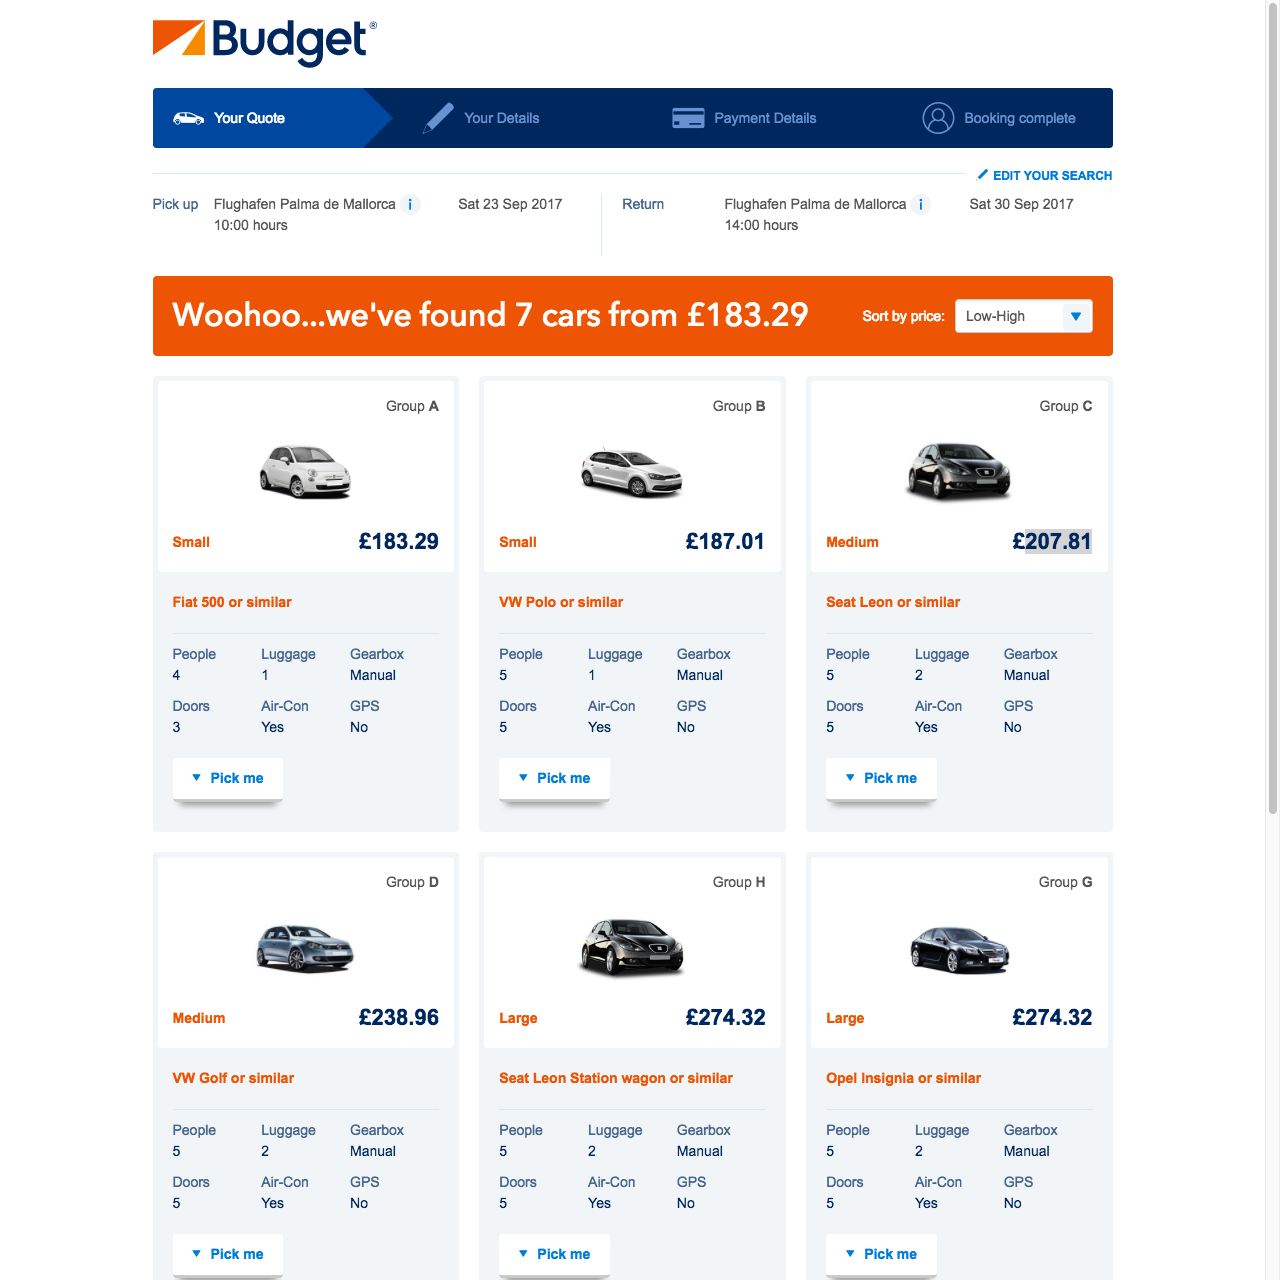 Budget®
Your Quote
Your Details
Payment Details
Booking complete
EDIT YOUR SEARCH
Pick up Flughafen Palma de Mallorca i Sat 23 Sep 2017
10:00 hours
Return Flughafen Palma de Mallorca i Sat 30 Sep 2017
14:00 hours
Woohoo...we've found 7 cars from £183.29
Sort by price: Low-High
Group A
Small £183.29
Fiat 500 or similar
People Luggage Gearbox
4 1 Manual
Doors Air-Con GPS
3 Yes No
Pick me
Group B
Small £187.01
VW Polo or similar
People Luggage Gearbox
5 1 Manual
Doors Air-Con GPS
5 Yes No
Pick me
Group C
Medium £207.81
Seat Leon or similar
People Luggage Gearbox
5 2 Manual
Doors Air-Con GPS
5 Yes No
Pick me
Group D
Medium £238.96
VW Golf or similar
People Luggage Gearbox
5 2 Manual
Doors Air-Con GPS
5 Yes No
Pick me
Group H
Large £274.32
Seat Leon Station wagon or similar
People Luggage Gearbox
5 2 Manual
Doors Air-Con GPS
5 Yes No
Pick me
Group G
Large £274.32
Opel Insignia or similar
People Luggage Gearbox
5 2 Manual
Doors Air-Con GPS
5 Yes No
Pick me